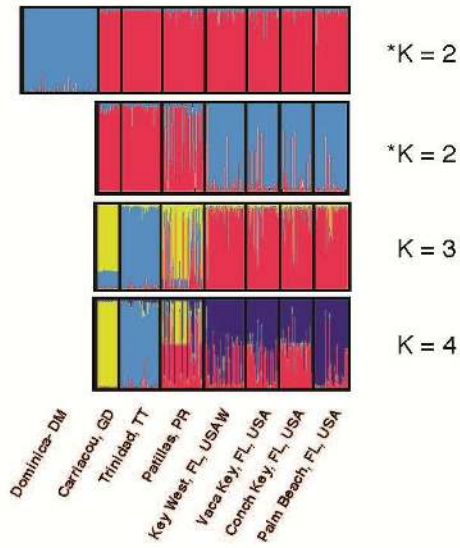 *K = 2
*K = 2
K = 3
K = 4
Dominica- DM
Carriacou, GD
Trinidad, TT
Patillas, PR
Key West, FL, USAW
Vaca Key, FL, USA
Conch Key, FL, USA
Palm Beach, FL, USA